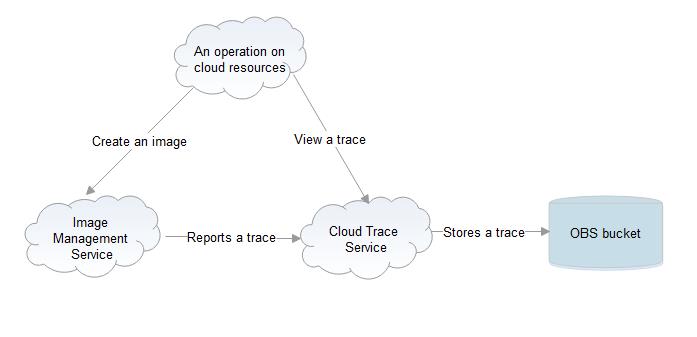 An operation on
cloud resources
Create an image
View a trace
Image
Management
Service
Reports a trace
Cloud Trace
Service
Stores a trace
OBS bucket